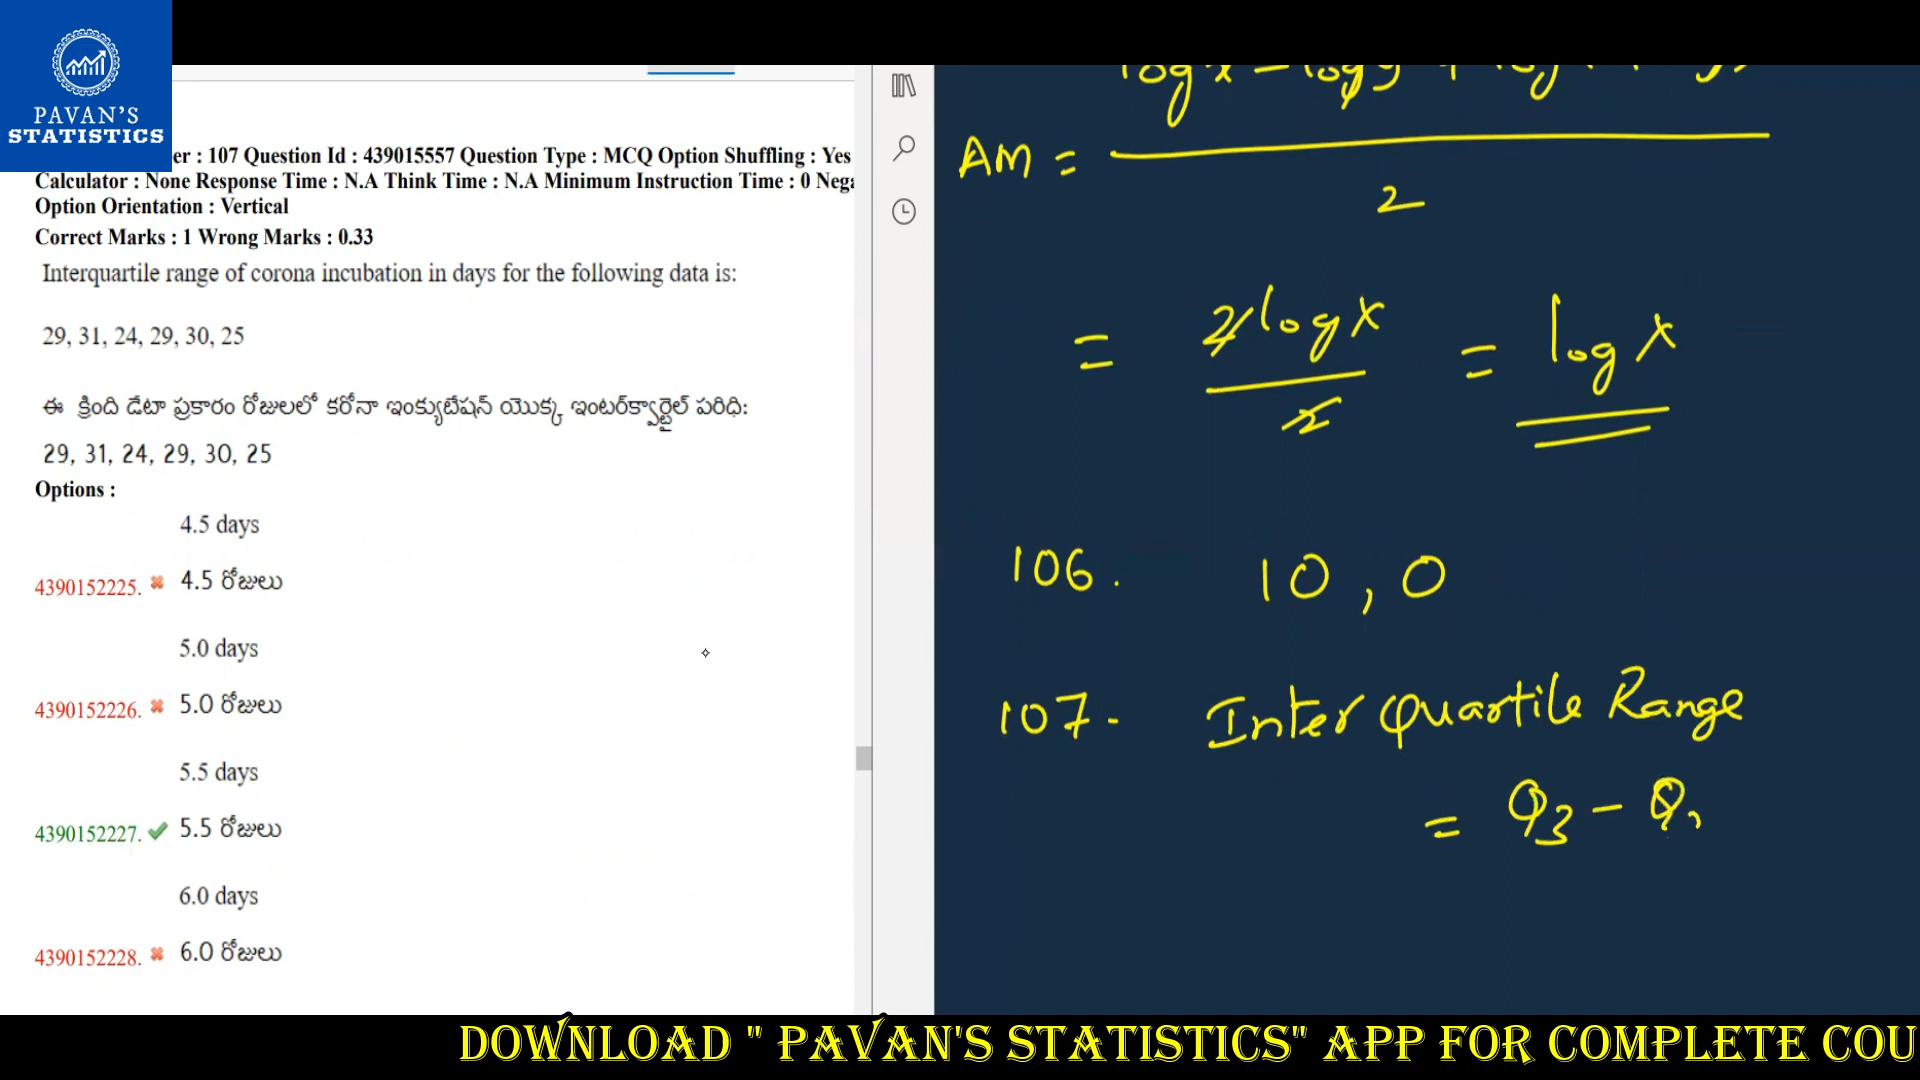 PAVAN'S
STATISTICS
er : 107 Question Id : 439015557 Question Type : MCQ Option Shuffling : Yes
Calculator : None Response Time : N.A Think Time : N.A Minimum Instruction Time : 0 Nega
Option Orientation : Vertical
Correct Marks : 1 Wrong Marks : 0.33
Interquartile range of corona incubation in days for the following data is:
29, 31, 24, 29, 30, 25
ఈ క్రింది డేటా ప్రకారం రోజులలో కరోనా ఇంక్యుబేషన్ యొక్క ఇంటర్‌క్వార్టైల్ పరిధి:
29, 31, 24, 29, 30, 25
Options :
4.5 days
4390152225. ✖ 4.5 రోజులు
5.0 days
4390152226. ✖ 5.0 రోజులు
5.5 days
4390152227. ✔ 5.5 రోజులు
6.0 days
4390152228. ✖ 6.0 రోజులు
AM =
2
= 2 log x / 2 = log x
106. 10, 0
107. Inter Quartile Range
= Q3 - Q1
DOWNLOAD " PAVAN'S STATISTICS" APP FOR COMPLETE COU